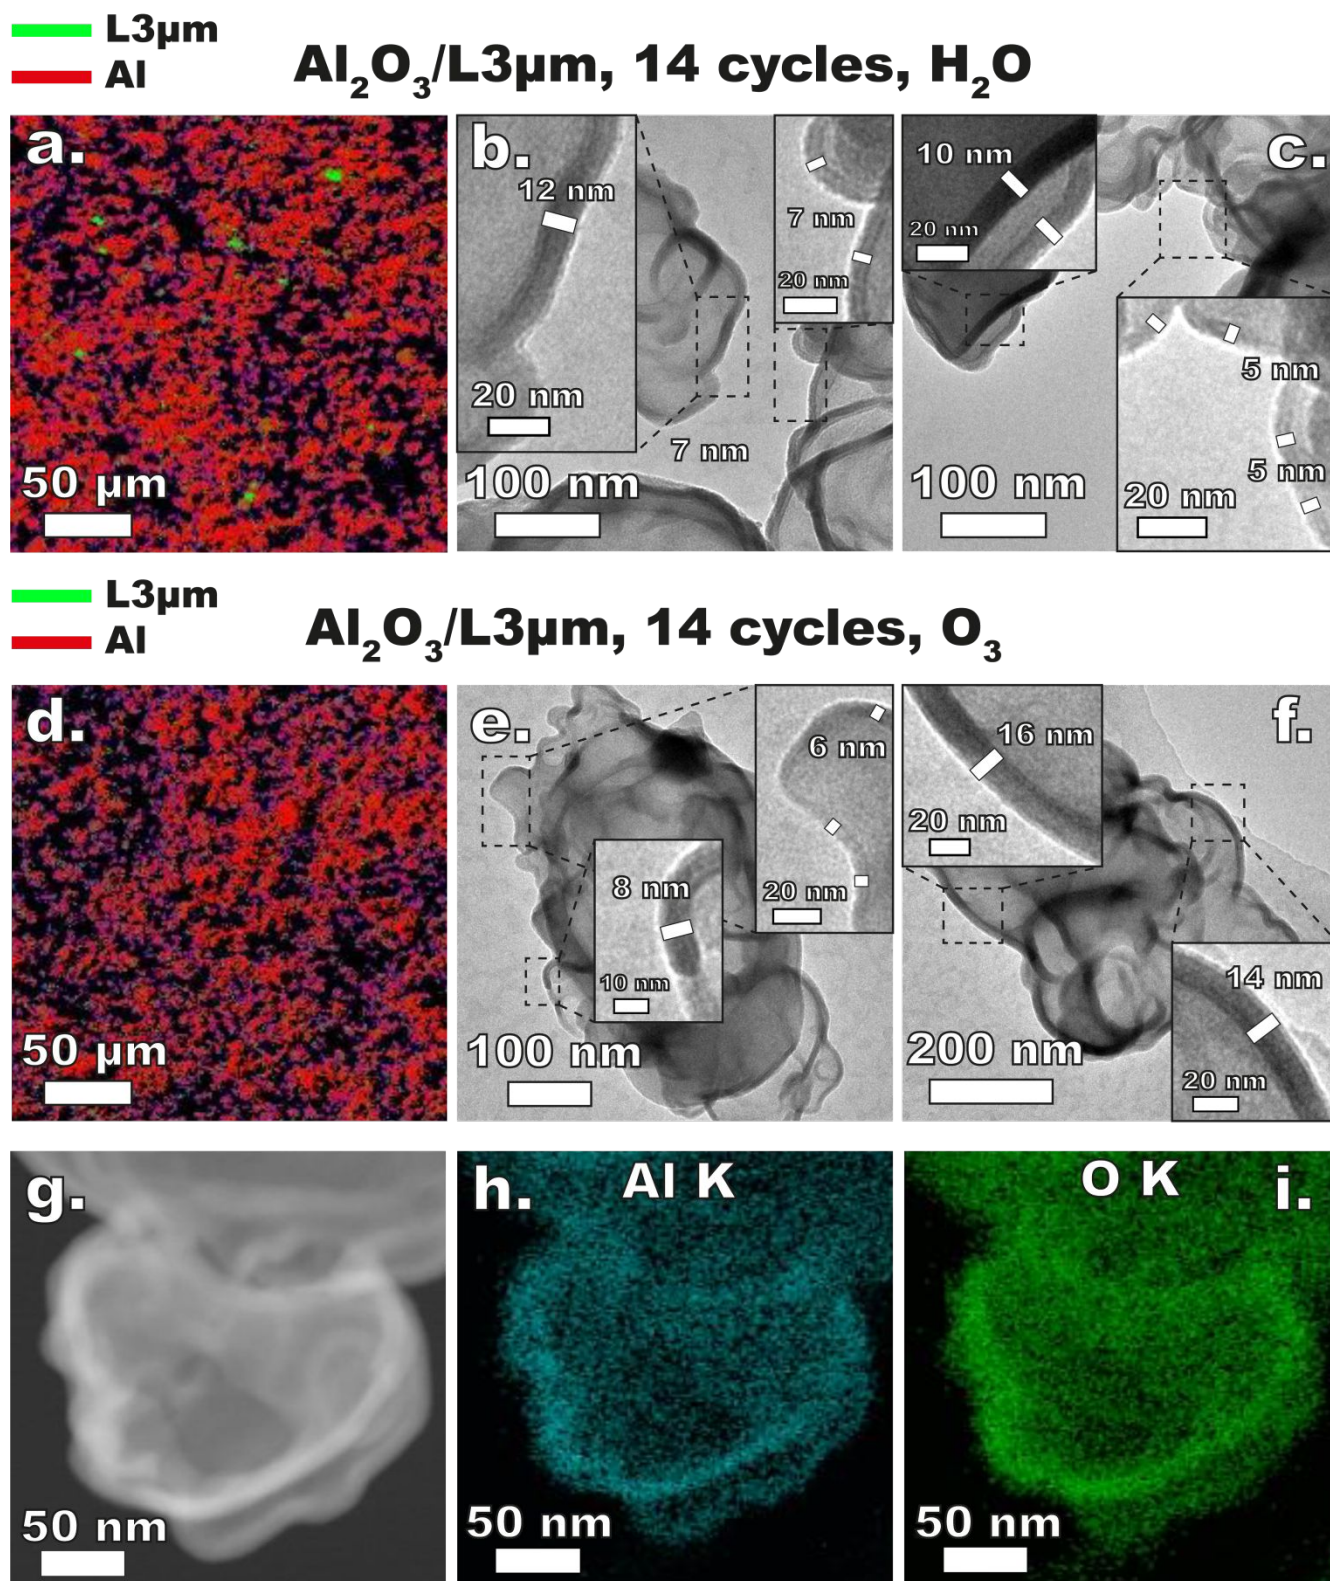 L3µm
Al
Al₂O₃/L3µm, 14 cycles, H₂O
a.
50 µm
b.
12 nm
20 nm
7 nm
20 nm
7 nm
100 nm
c.
10 nm
20 nm
5 nm
5 nm
20 nm
100 nm
L3µm
Al
Al₂O₃/L3µm, 14 cycles, O₃
d.
50 µm
e.
6 nm
20 nm
8 nm
10 nm
100 nm
f.
16 nm
20 nm
14 nm
20 nm
200 nm
g.
50 nm
h.
Al K
50 nm
O K
i.
50 nm